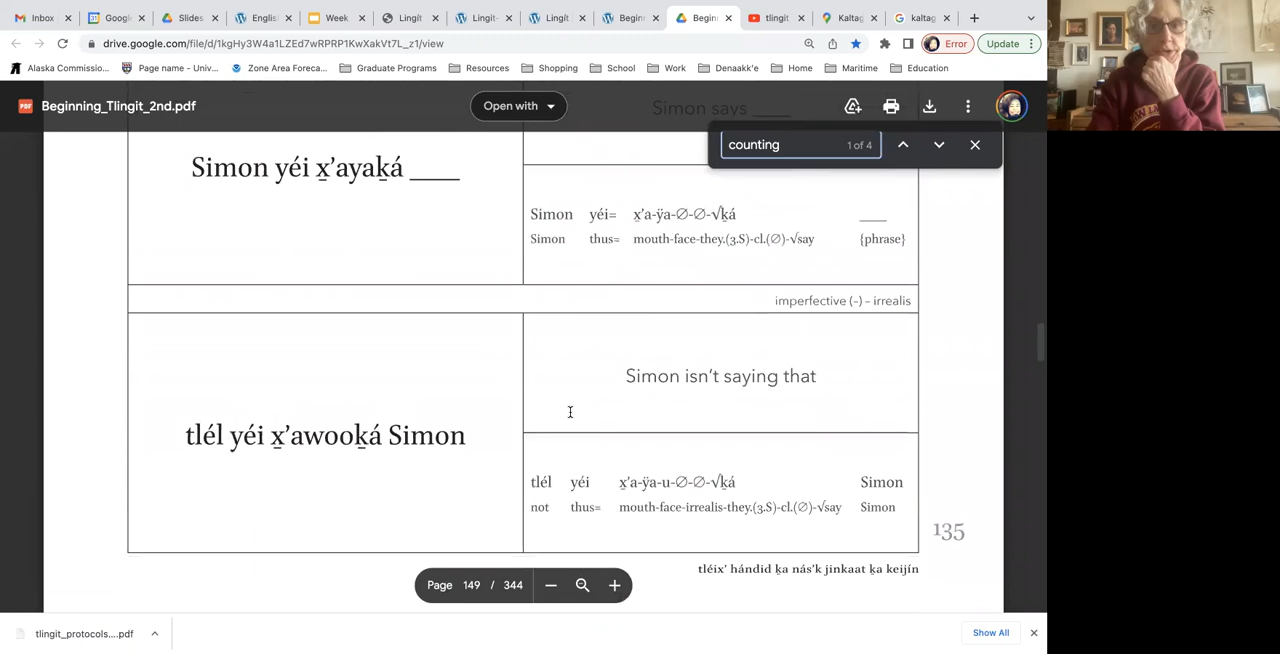 Inbox
Googl
Slides
Englis
Week
Lingít
Lingít-
Lingít
Begin
Begin
tlingit
Kaltag
kaltag
drive.google.com/file/d/1kgHy3W4a1LZEd7wRPRP1KwXakVt7L_z1/view
Error
Update
Alaska Commissio...
Page name - Univ...
Zone Area Foreca...
Graduate Programs
Resources
Shopping
School
Work
Denaakk'e
Home
Maritime
Education
Beginning_Tlingit_2nd.pdf
Open with
Simon says ____
counting 1 of 4
Simon yéi x̱'ayaḵá ____
Simon yéi= x̱'a-ÿa-∅-∅-√ḵá ____
Simon thus= mouth-face-they.(3.S)-cl.(∅)-√say {phrase}
imperfective (-) – irrealis
Simon isn't saying that
tlél yéi x̱'awooḵá Simon
tlél yéi x̱'a-ÿa-u-∅-∅-√ḵá Simon
not thus= mouth-face-irrealis-they.(3.S)-cl.(∅)-√say Simon
135
tléix' hándid ḵa nás'k jinkaat ḵa keijín
Page 149 / 344
tlingit_protocols....pdf
Show All